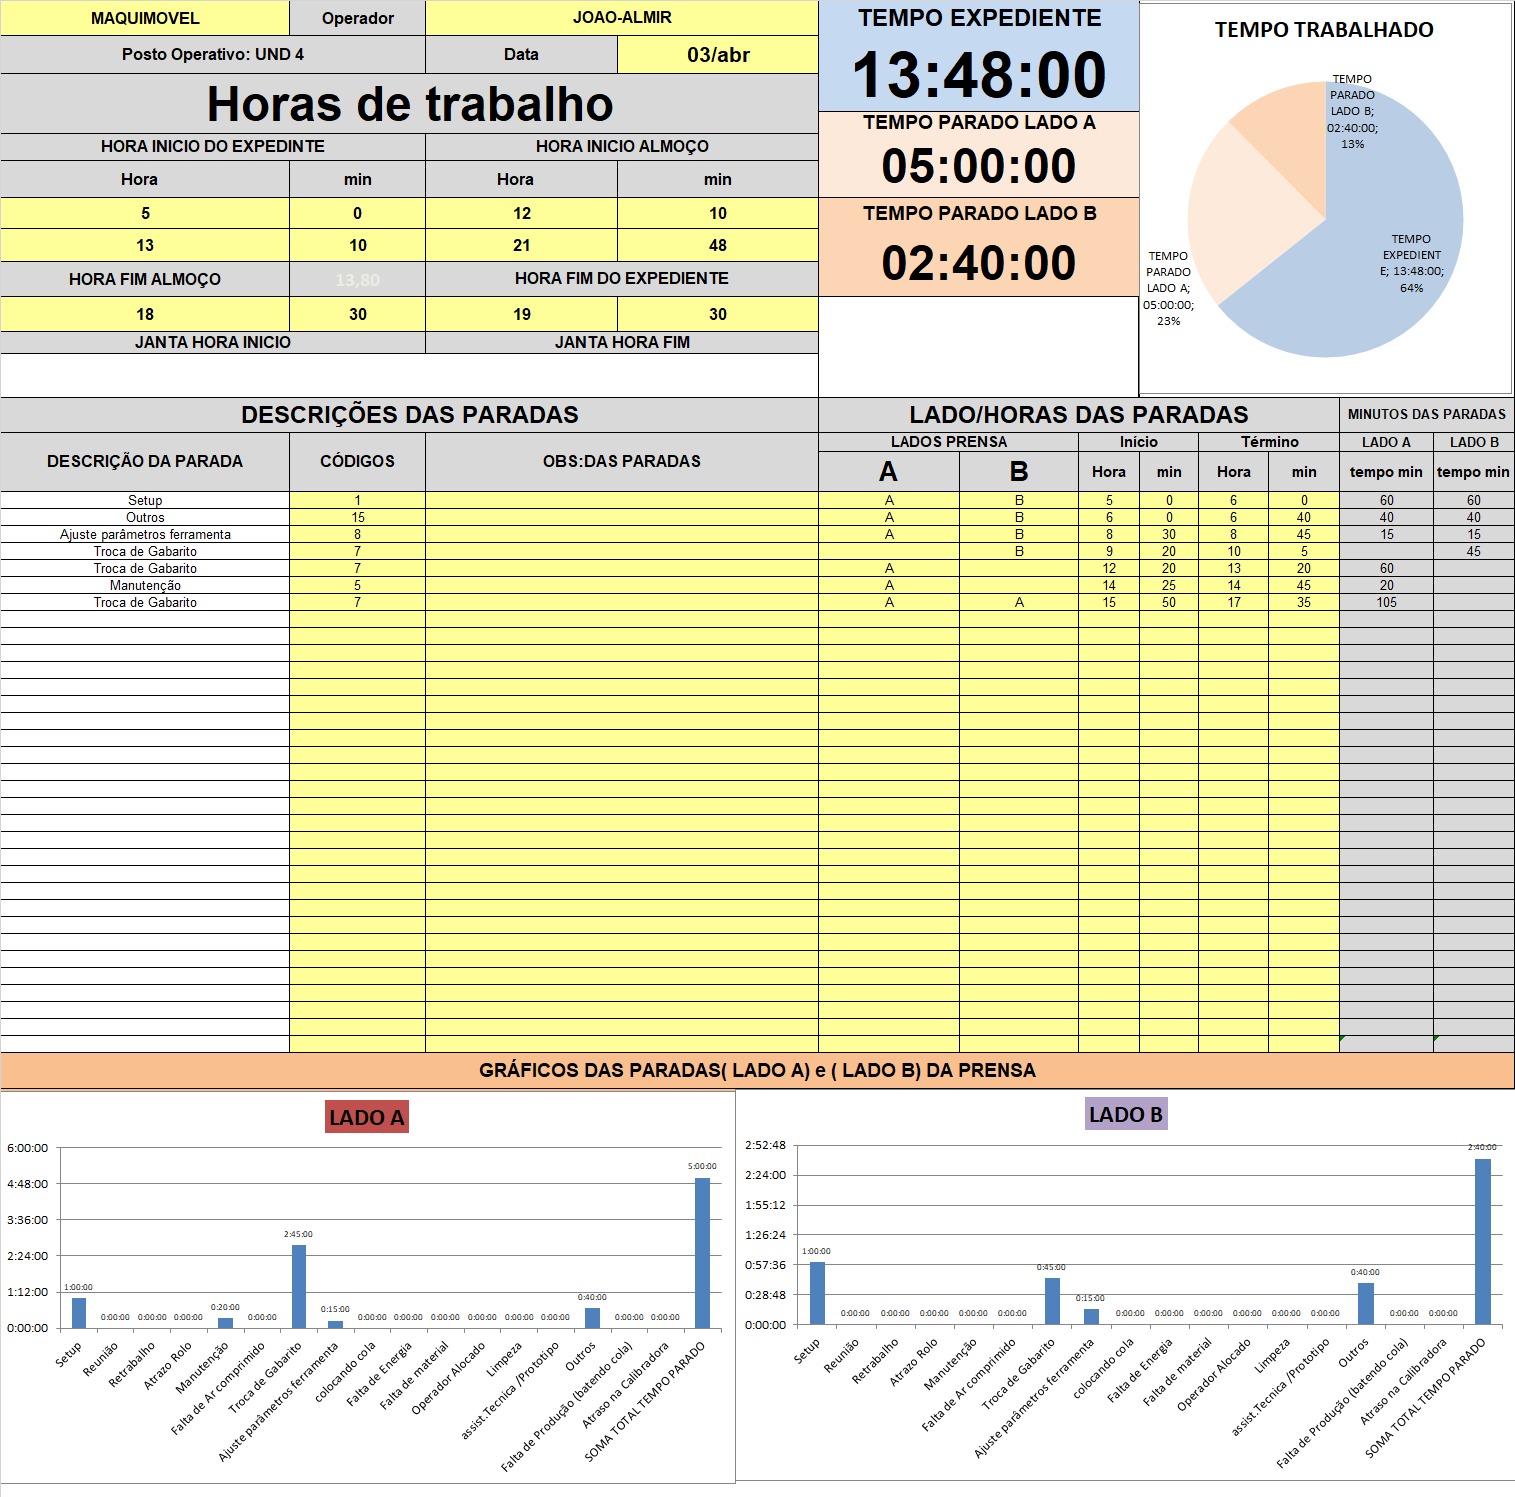 MAQUIMOVEL Operador JOAO-ALMIR
Posto Operativo: UND 4 Data 03/abr
Horas de trabalho
HORA INICIO DO EXPEDINTE HORA INICIO ALMOÇO
Hora min Hora min
5 0 12 10
13 10 21 48
HORA FIM ALMOÇO 13,80 HORA FIM DO EXPEDIENTE
18 30 19 30
JANTA HORA INICIO JANTA HORA FIM
TEMPO EXPEDIENTE
13:48:00
TEMPO PARADO LADO A
05:00:00
TEMPO PARADO LADO B
02:40:00
TEMPO TRABALHADO
TEMPO
PARADO
LADO B;
02:40:00;
13%
TEMPO
EXPEDIENT
E; 13:48:00;
64%
TEMPO
PARADO
LADO A;
05:00:00;
23%
DESCRIÇÕES DAS PARADAS LADO/HORAS DAS PARADAS MINUTOS DAS PARADAS
DESCRIÇÃO DA PARADA CÓDIGOS OBS:DAS PARADAS LADOS PRENSA Início Término LADO A LADO B
A B Hora min Hora min tempo min tempo min
Setup 1 A B 5 0 6 0 60 60
Outros 15 A B 6 0 6 40 40 40
Ajuste parâmetros ferramenta 8 A B 8 30 8 45 15 15
Troca de Gabarito 7 B 9 20 10 5 45
Troca de Gabarito 7 A 12 20 13 20 60
Manutenção 5 A 14 25 14 45 20
Troca de Gabarito 7 A A 15 50 17 35 105
GRÁFICOS DAS PARADAS( LADO A) e ( LADO B) DA PRENSA
LADO A
6:00:00
4:48:00
3:36:00
2:24:00
1:12:00
0:00:00
1:00:00 0:00:00 0:00:00 0:00:00 0:20:00 0:00:00 2:45:00 0:15:00 0:00:00 0:00:00 0:00:00 0:00:00 0:00:00 0:00:00 0:40:00 0:00:00 0:00:00 5:00:00
Setup
Reunião
Retrabalho
Atrazo Rolo
Manutenção
Falta de Ar comprimido
Troca de Gabarito
Ajuste parâmetros ferramenta
colocando cola
Falta de Energia
Falta de material
Operador Alocado
Limpeza
assist.Tecnica /Prototipo
Outros
Falta de Produção (batendo cola)
Atraso na Calibradora
SOMA TOTAL TEMPO PARADO
LADO B
2:52:48
2:24:00
1:55:12
1:26:24
0:57:36
0:28:48
0:00:00
1:00:00 0:00:00 0:00:00 0:00:00 0:00:00 0:00:00 0:45:00 0:15:00 0:00:00 0:00:00 0:00:00 0:00:00 0:00:00 0:00:00 0:40:00 0:00:00 0:00:00 2:40:00
Setup
Reunião
Retrabalho
Atrazo Rolo
Manutenção
Falta de Ar comprimido
Troca de Gabarito
Ajuste parâmetros ferramenta
colocando cola
Falta de Energia
Falta de material
Operador Alocado
Limpeza
assist.Tecnica /Prototipo
Outros
Falta de Produção (batendo cola)
Atraso na Calibradora
SOMA TOTAL TEMPO PARADO